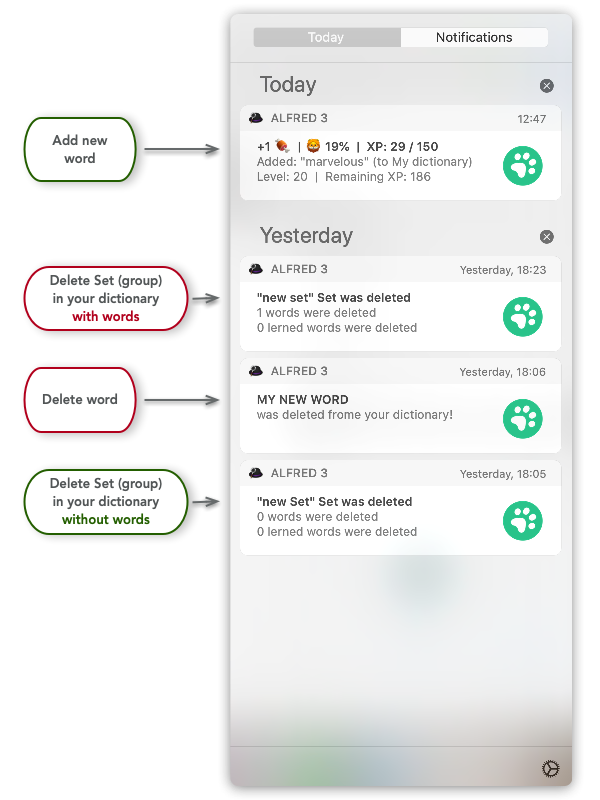 Today
Notifications
Today
ALFRED 3
12:47
Add new
word
+1 🍗 | 🦁 19% | XP: 29 / 150
Added: "marvelous" (to My dictionary)
Level: 20 | Remaining XP: 186
Yesterday
ALFRED 3
Yesterday, 18:23
Delete Set (group)
in your dictionary
with words
"new set" Set was deleted
1 words were deleted
0 lerned words were deleted
ALFRED 3
Yesterday, 18:06
Delete word
MY NEW WORD
was deleted frome your dictionary!
ALFRED 3
Yesterday, 18:05
Delete Set (group)
in your dictionary
without words
"new Set" Set was deleted
0 words were deleted
0 lerned words were deleted